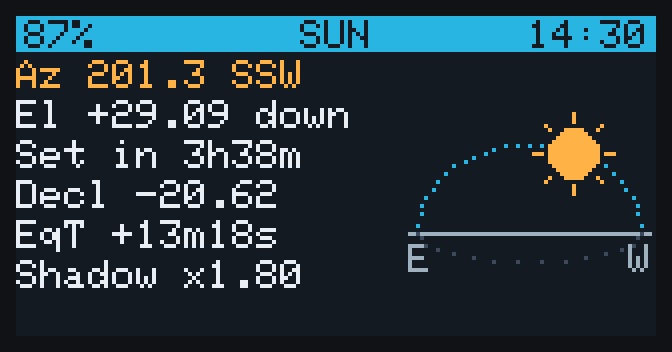 87% SUN 14:30
Az 201.3 SSW
El +29.09 down
Set in 3h38m
Decl -20.62
EqT +13m18s
Shadow x1.80
E W